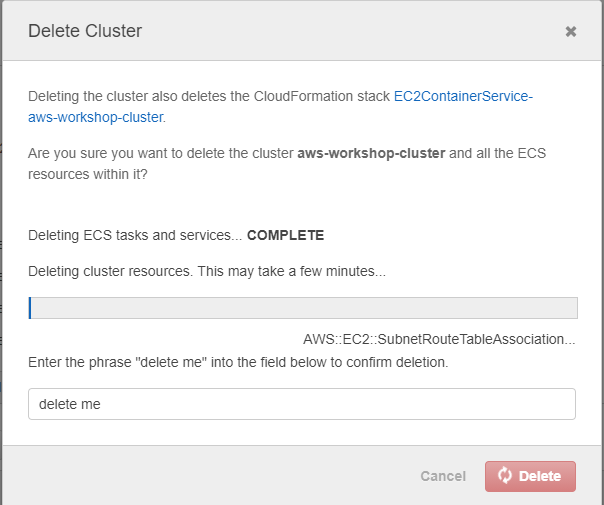 Delete Cluster
Deleting the cluster also deletes the CloudFormation stack EC2ContainerService-
aws-workshop-cluster.
Are you sure you want to delete the cluster aws-workshop-cluster and all the ECS
resources within it?
Deleting ECS tasks and services... COMPLETE
Deleting cluster resources. This may take a few minutes...
AWS::EC2::SubnetRouteTableAssociation...
Enter the phrase "delete me" into the field below to confirm deletion.
delete me
Cancel Delete